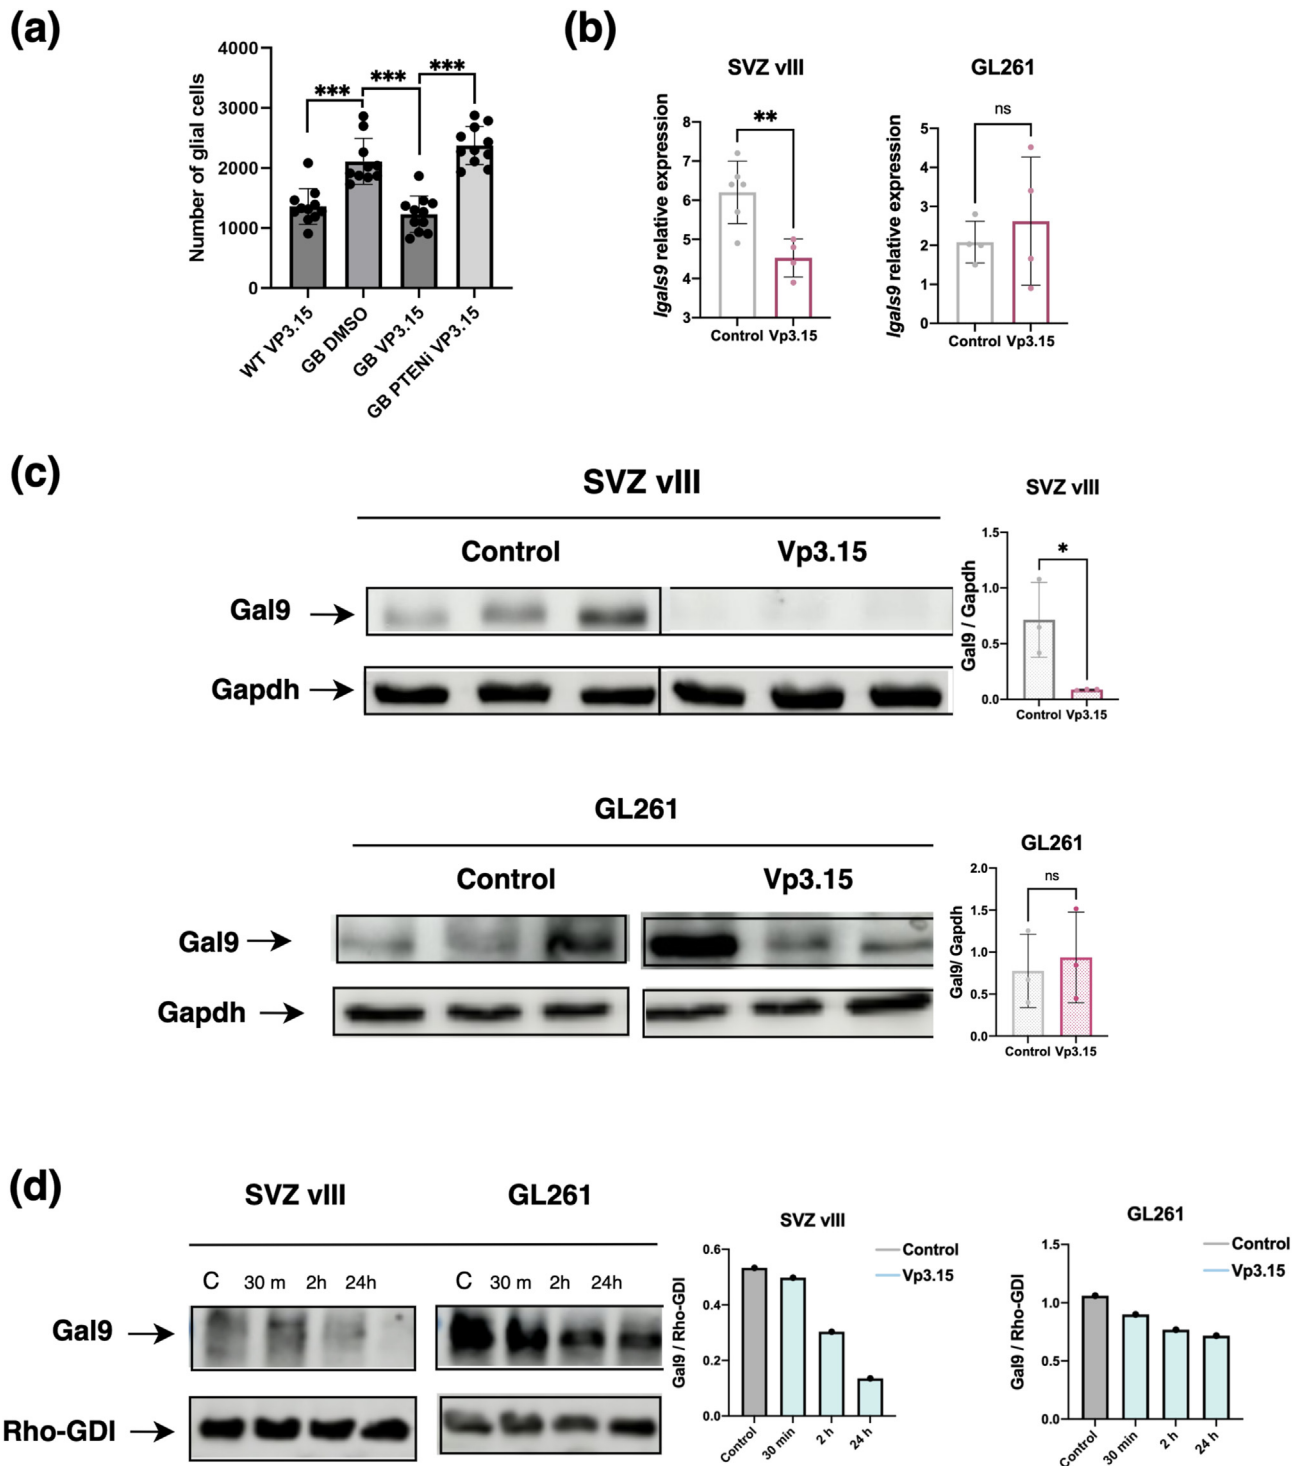 (a)
Number of glial cells
4000
3000
2000
1000
0
***
***
***
WT VP3.15
GB DMSO
GB VP3.15
GB PTENi VP3.15
(b)
SVZ vIII
Igals9 relative expression
8
7
6
5
4
3
**
Control Vp3.15
GL261
Igals9 relative expression
5
4
3
2
1
0
ns
Control Vp3.15
(c)
SVZ vIII
Control Vp3.15
Gal9
Gapdh
SVZ vIII
Gal9 / Gapdh
1.5
1.0
0.5
0.0
*
Control Vp3.15
GL261
Control Vp3.15
Gal9
Gapdh
GL261
Gal9/ Gapdh
2.0
1.5
1.0
0.5
0.0
ns
Control Vp3.15
(d)
SVZ vIII GL261
C 30 m 2h 24h
C 30 m 2h 24h
Gal9
Rho-GDI
SVZ vIII
Gal9 / Rho-GDI
0.6
0.4
0.2
0.0
Control
Vp3.15
Control
30 min
2 h
24 h
GL261
Gal9 / Rho-GDI
1.5
1.0
0.5
0.0
Control
Vp3.15
Control
30 min
2 h
24 h